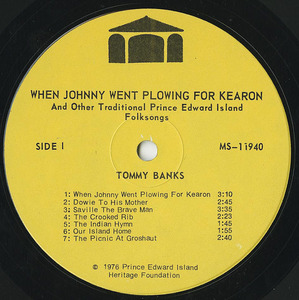 WHEN JOHNNY WENT PLOWING FOR KEARON
And Other Traditional Prince Edward Island
Folksongs
SIDE I MS-11940
TOMMY BANKS
1: When Johnny Went Plowing For Kearon 3:10
2: Dowie To His Mother 2:45
3: Saville The Brave Man 3:35
4: The Crooked Rib 2:35
5: The Indian Hymn 2:45
6: Our Island Home 1:55
7: The Picnic At Groshaut 2:40
© 1976 Prince Edward Island
Heritage Foundation